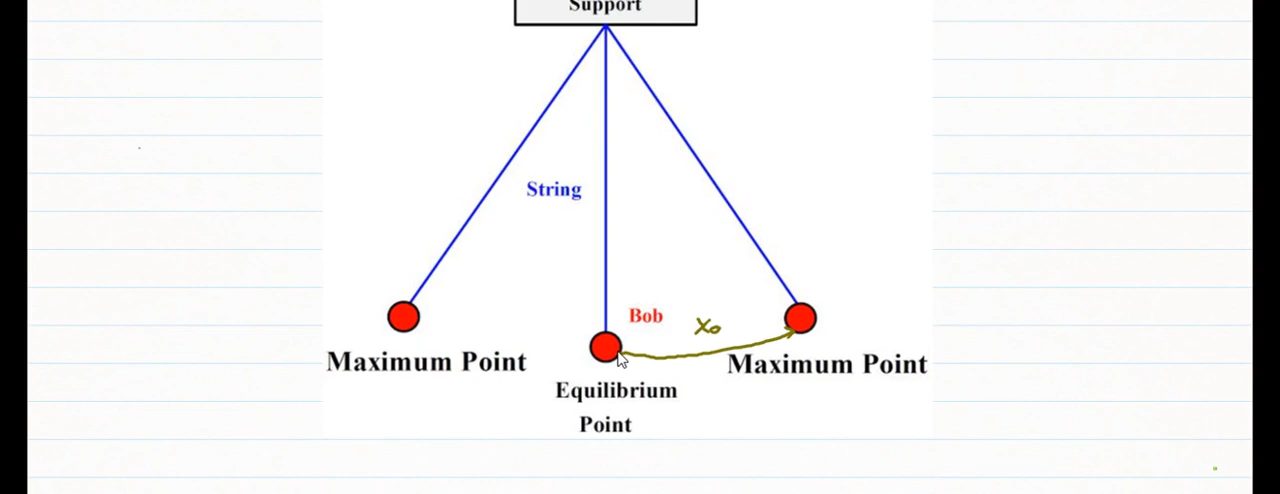 Support
String
Bob
X₀
Maximum Point
Maximum Point
Equilibrium
Point